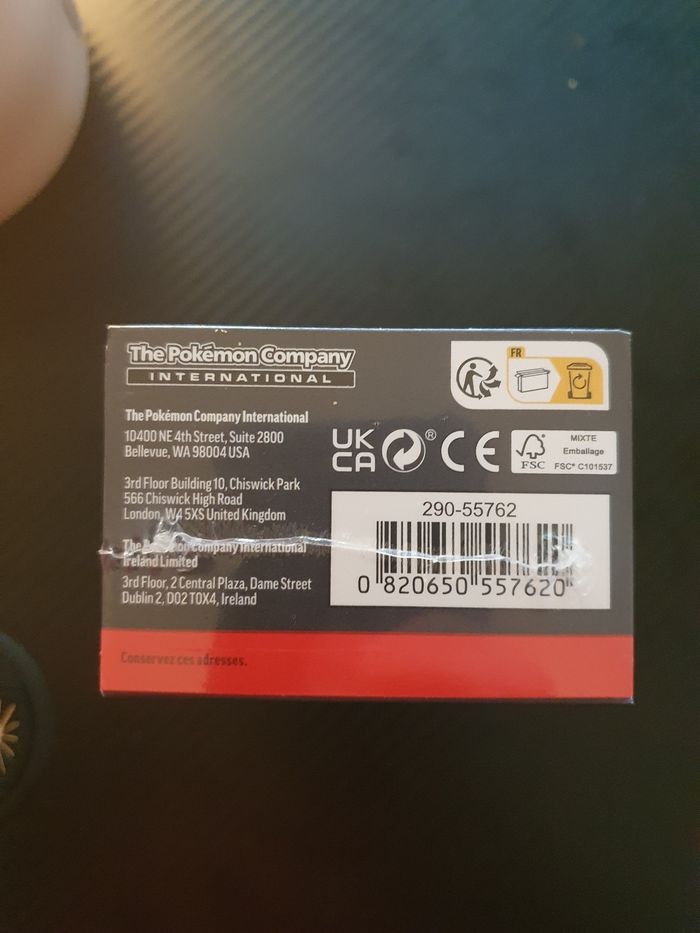 The Pokémon Company
INTERNATIONAL
The Pokémon Company International
10400 NE 4th Street, Suite 2800
Bellevue, WA 98004 USA
3rd Floor Building 10, Chiswick Park
566 Chiswick High Road
London, W4 5XS United Kingdom
The Pokémon Company International
Ireland Limited
3rd Floor, 2 Central Plaza, Dame Street
Dublin 2, D02 T0X4, Ireland
Conservez ces adresses.
FR
UK
CA
®
CE
FSC
MIXTE
Emballage
FSC® C101537
290-55762
0 820650 557620